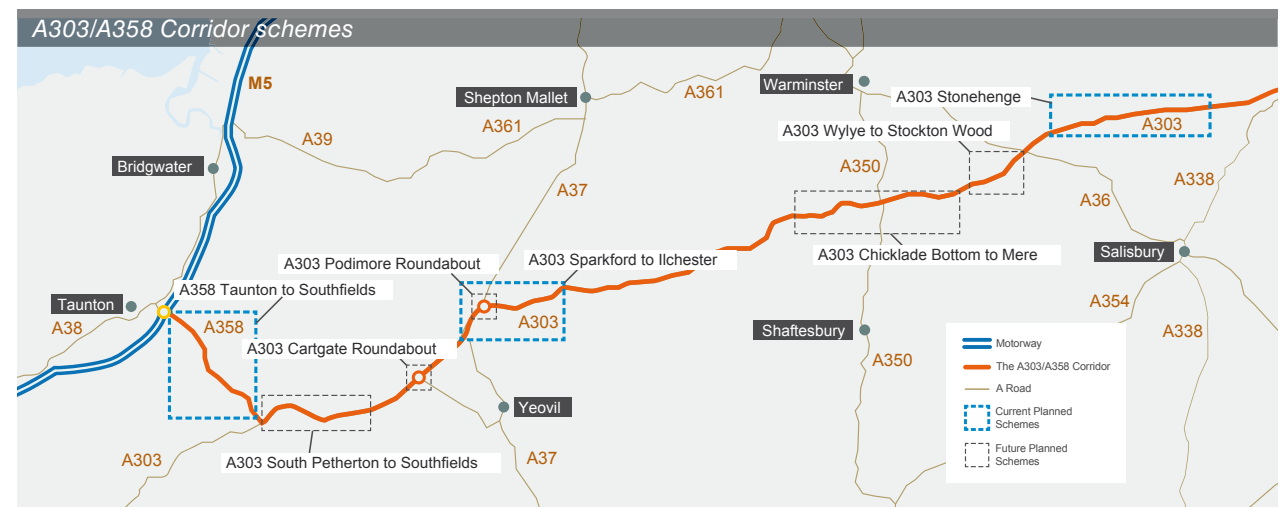 A303/A358 Corridor schemes
M5
Shepton Mallet
A361
Warminster
A303 Stonehenge
A303
A361
A39
A303 Wylye to Stockton Wood
Bridgwater
A350
A37
A338
A36
A303 Chicklade Bottom to Mere
Salisbury
A303 Podimore Roundabout
A303 Sparkford to Ilchester
A358 Taunton to Southfields
Taunton
A38
A358
A303
A354
A338
Shaftesbury
A350
A303 Cartgate Roundabout
Yeovil
A303
A303 South Petherton to Southfields
A37
Motorway
The A303/A358 Corridor
A Road
Current Planned
Schemes
Future Planned
Schemes